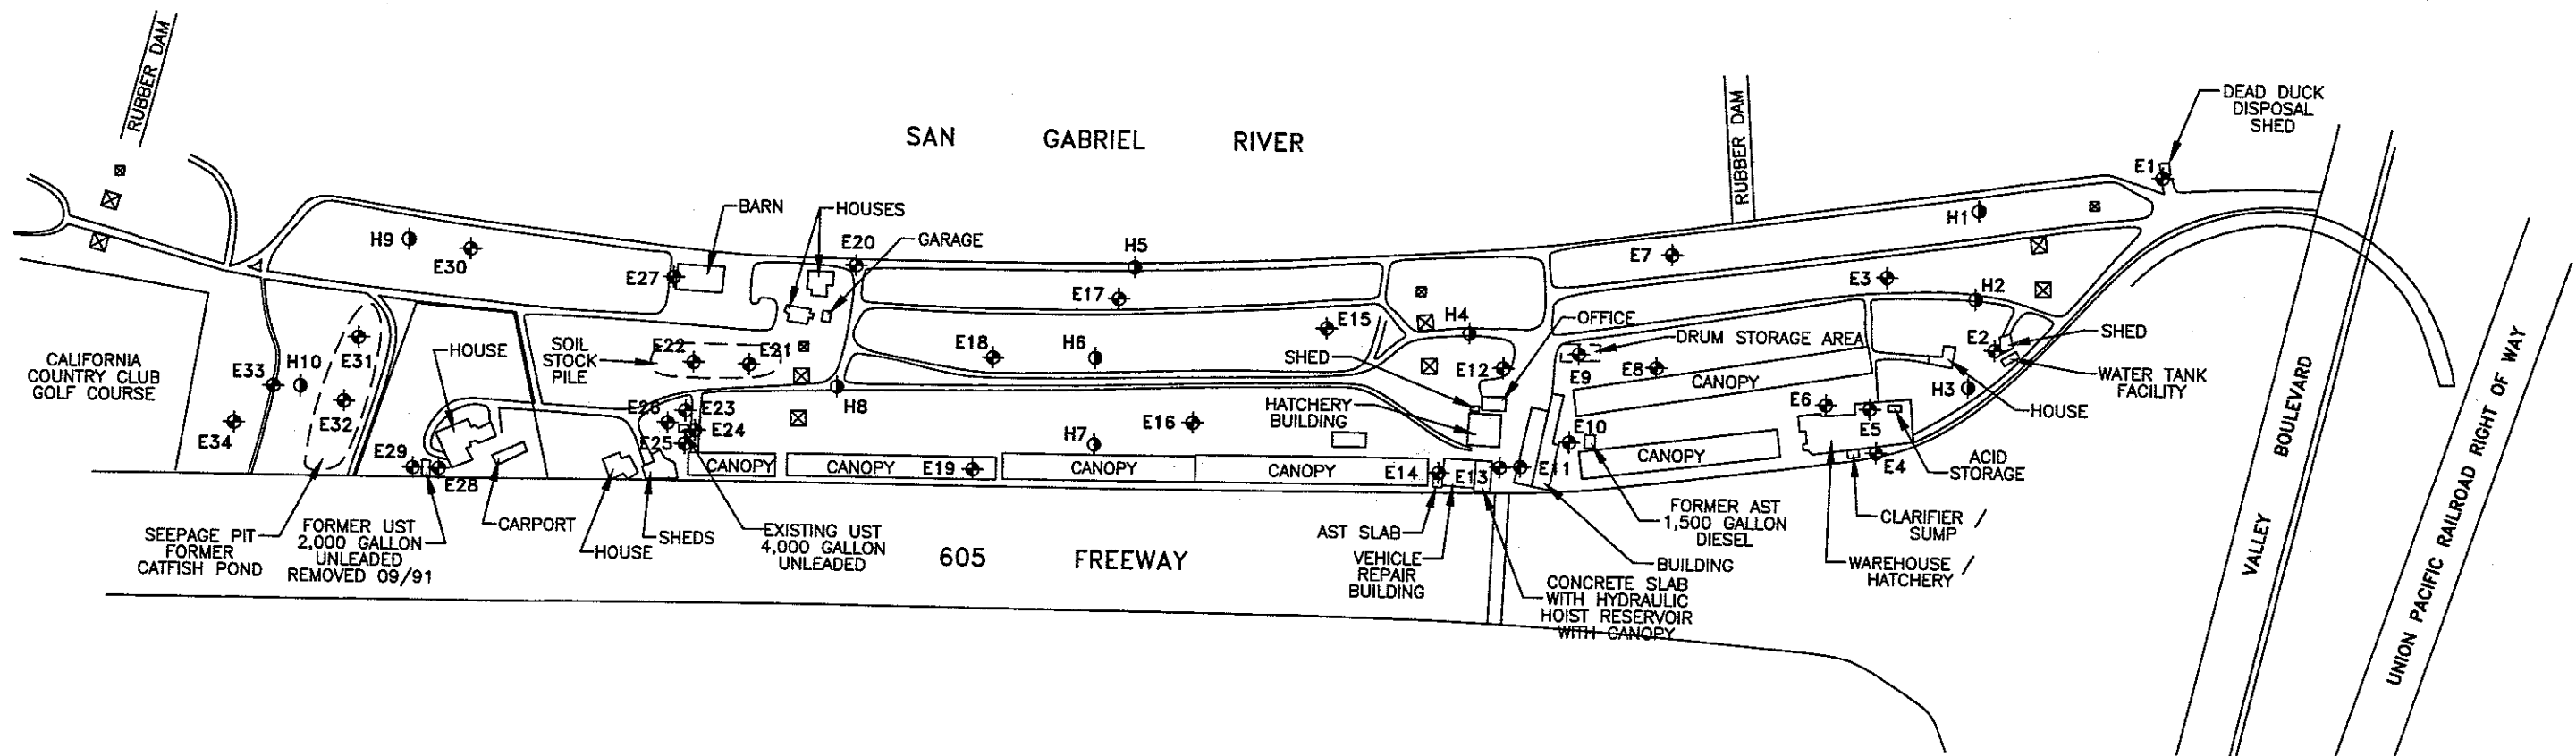 RUBBER DAM
SAN GABRIEL RIVER
RUBBER DAM
DEAD DUCK
DISPOSAL
SHED
E1
H1
BARN
HOUSES
GARAGE
H9
E30
E27
E20
H5
E17
E7
E3
H2
H4
E15
OFFICE
DRUM STORAGE AREA
SHED
E2
SHED
WATER TANK
FACILITY
HOUSE
H3
CALIFORNIA
COUNTRY CLUB
GOLF COURSE
E33
H10
E31
E32
E34
HOUSE
SOIL
STOCK
PILE
E22
E21
E18
H6
E12
E9
E8
CANOPY
E6
E5
HATCHERY
BUILDING
H8
E26
E23
E24
E25
E16
H7
E29
E28
CANOPY
CANOPY
E19
CANOPY
CANOPY
E14
E13
E11
E10
CANOPY
E4
ACID
STORAGE
SEEPAGE PIT
FORMER
CATFISH POND
FORMER UST
2,000 GALLON
UNLEADED
REMOVED 09/91
CARPORT
HOUSE
SHEDS
EXISTING UST
4,000 GALLON
UNLEADED
605 FREEWAY
AST SLAB
VEHICLE
REPAIR
BUILDING
CONCRETE SLAB
WITH HYDRAULIC
HOIST RESERVOIR
WITH CANOPY
FORMER AST
1,500 GALLON
DIESEL
BUILDING
CLARIFIER /
SUMP
WAREHOUSE /
HATCHERY
VALLEY BOULEVARD
UNION PACIFIC RAILROAD RIGHT OF WAY